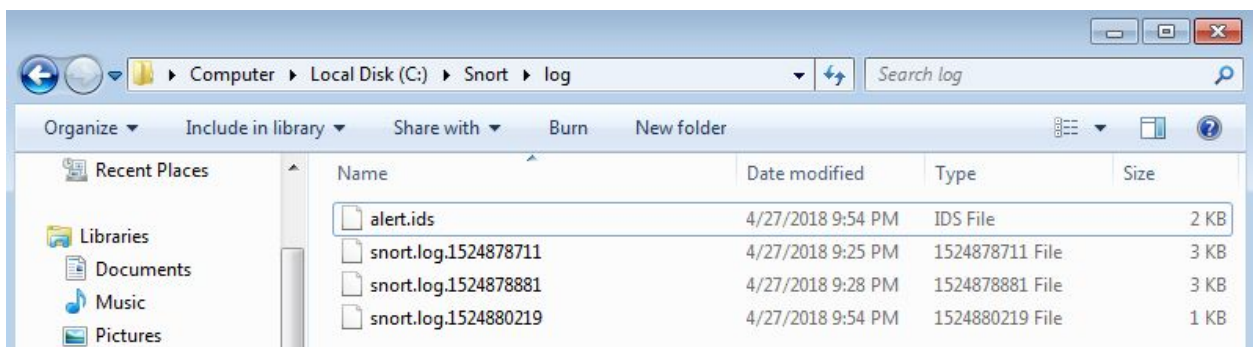 Computer Local Disk (C:) Snort log Search log
Organize Include in library Share with Burn New folder
Recent Places
Libraries
Documents
Music
Pictures
Name Date modified Type Size
alert.ids 4/27/2018 9:54 PM IDS File 2 KB
snort.log.1524878711 4/27/2018 9:25 PM 1524878711 File 3 KB
snort.log.1524878881 4/27/2018 9:28 PM 1524878881 File 3 KB
snort.log.1524880219 4/27/2018 9:54 PM 1524880219 File 1 KB